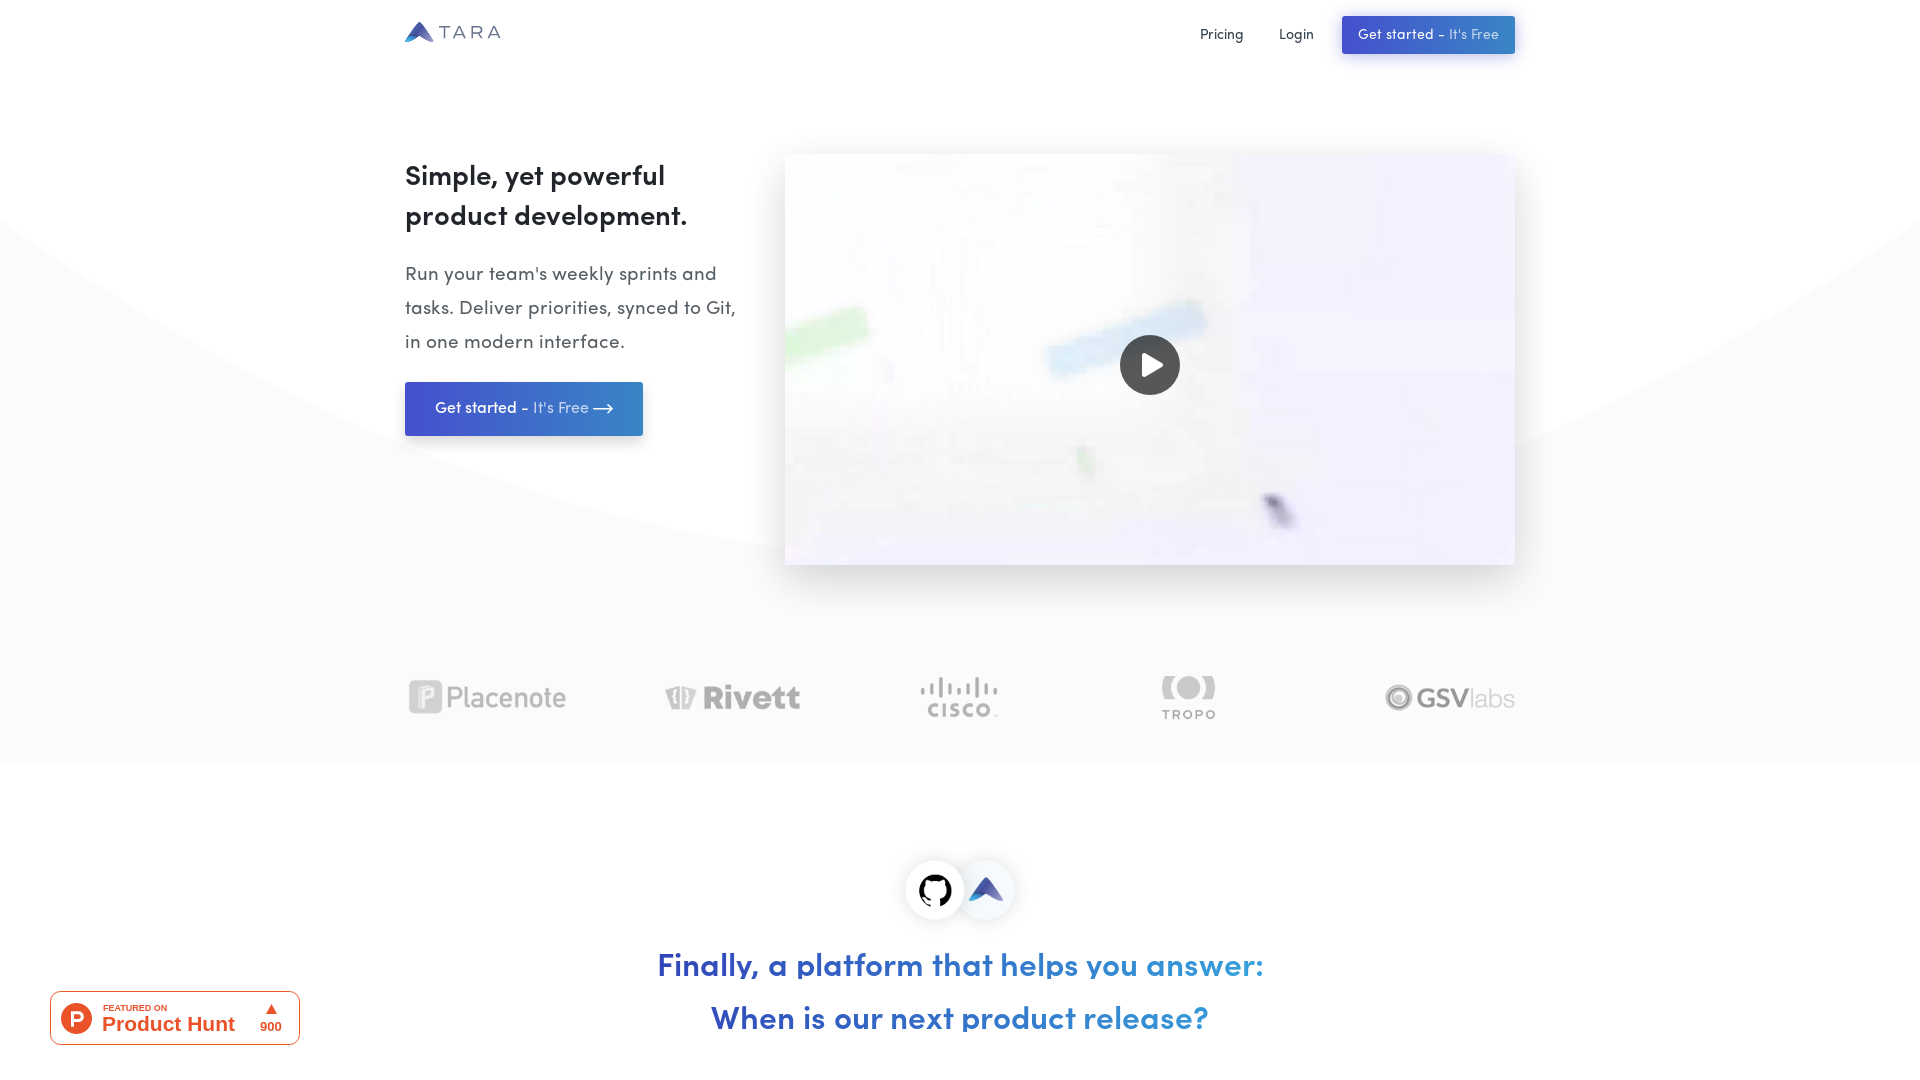 TARA
Pricing
Login
Get started - It's Free
Simple, yet powerful
product development.
Run your team's weekly sprints and
tasks. Deliver priorities, synced to Git,
in one modern interface.
Get started - It's Free
Placenote
Rivett
CISCO
TROPO
GSVlabs
Finally, a platform that helps you answer:
When is our next product release?
P
FEATURED ON
Product Hunt
900